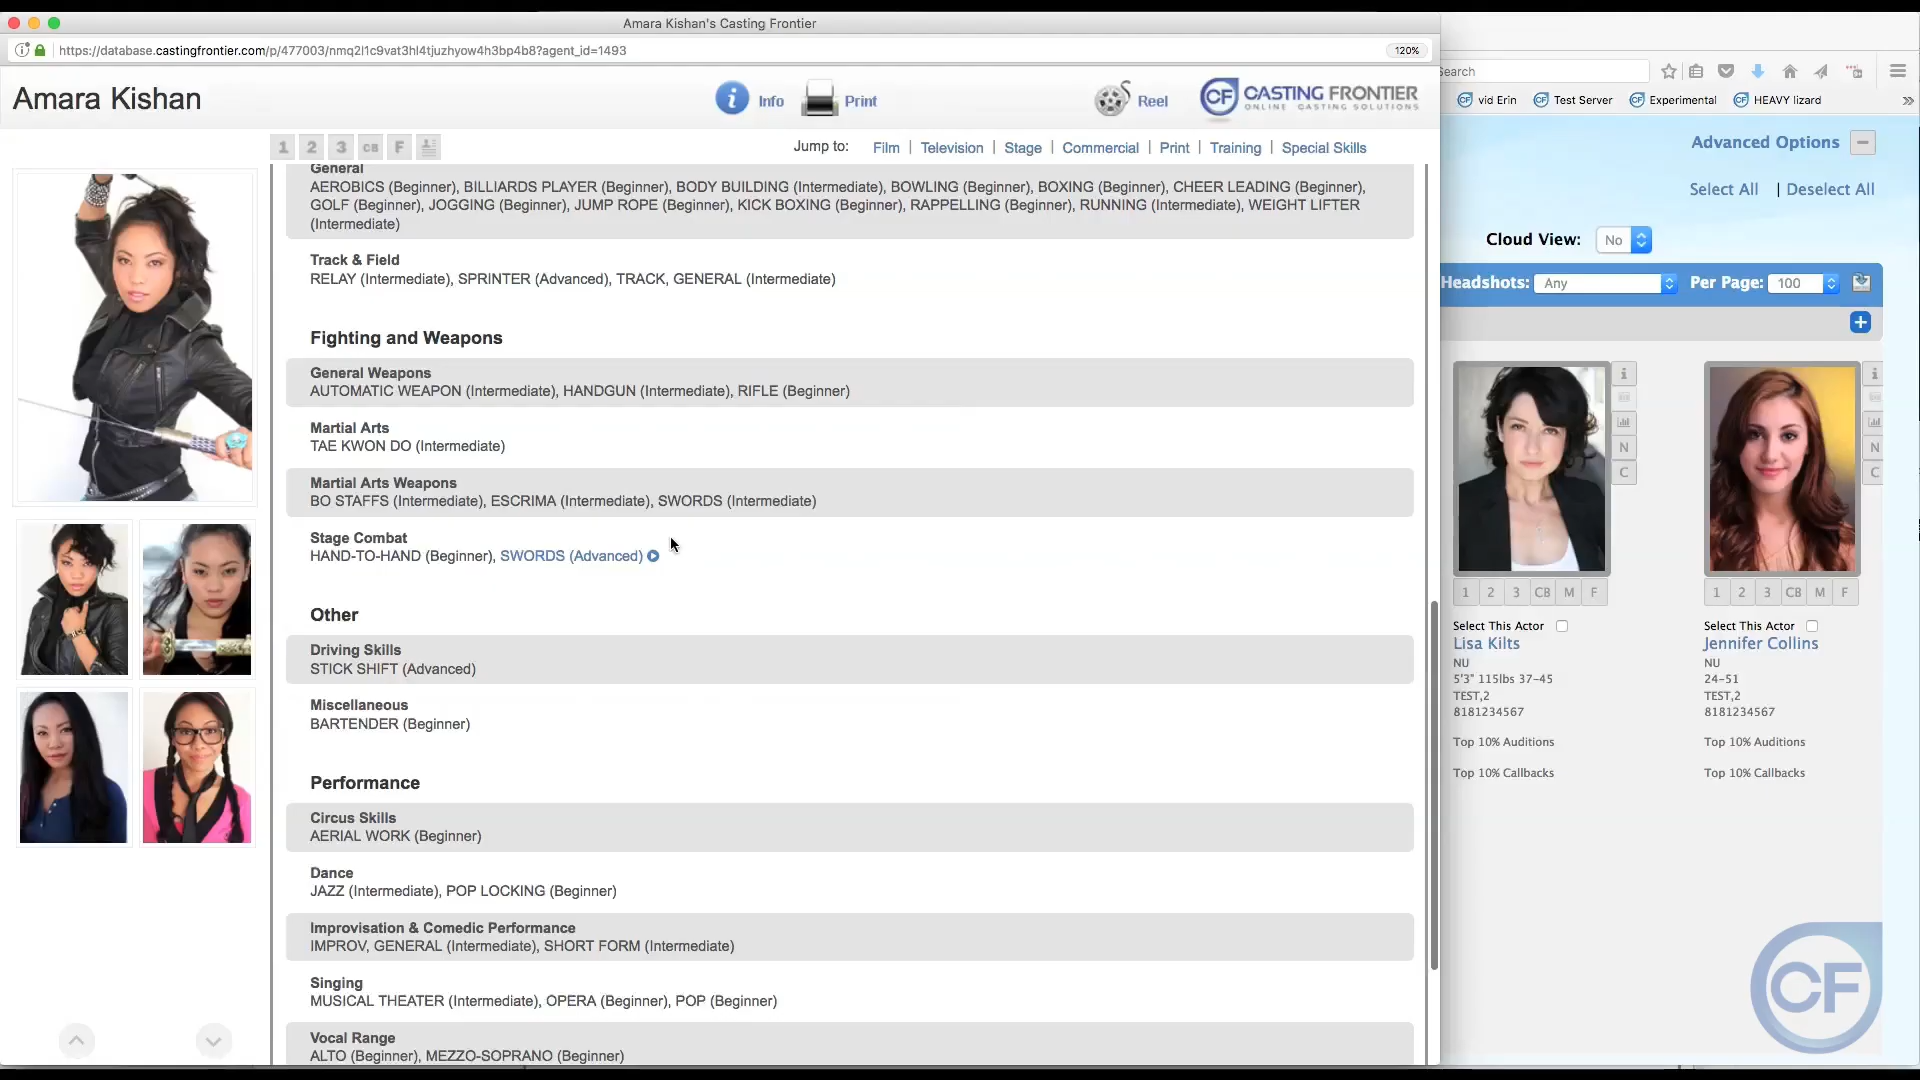 Amara Kishan's Casting Frontier
https://database.castingfrontier.com/p/477003/nmq2l1c9vat3hl4tjuzhyow4h3bp4b8?agent_id=1493
120%
Amara Kishan
Info
Print
Reel
CF CASTING FRONTIER
ONLINE CASTING SOLUTIONS
1 2 3 CB F
Jump to: Film | Television | Stage | Commercial | Print | Training | Special Skills
General
AEROBICS (Beginner), BILLIARDS PLAYER (Beginner), BODY BUILDING (Intermediate), BOWLING (Beginner), BOXING (Beginner), CHEER LEADING (Beginner),
GOLF (Beginner), JOGGING (Beginner), JUMP ROPE (Beginner), KICK BOXING (Beginner), RAPPELLING (Beginner), RUNNING (Intermediate), WEIGHT LIFTER
(Intermediate)
Track & Field
RELAY (Intermediate), SPRINTER (Advanced), TRACK, GENERAL (Intermediate)
Fighting and Weapons
General Weapons
AUTOMATIC WEAPON (Intermediate), HANDGUN (Intermediate), RIFLE (Beginner)
Martial Arts
TAE KWON DO (Intermediate)
Martial Arts Weapons
BO STAFFS (Intermediate), ESCRIMA (Intermediate), SWORDS (Intermediate)
Stage Combat
HAND-TO-HAND (Beginner), SWORDS (Advanced)
Other
Driving Skills
STICK SHIFT (Advanced)
Miscellaneous
BARTENDER (Beginner)
Performance
Circus Skills
AERIAL WORK (Beginner)
Dance
JAZZ (Intermediate), POP LOCKING (Beginner)
Improvisation & Comedic Performance
IMPROV, GENERAL (Intermediate), SHORT FORM (Intermediate)
Singing
MUSICAL THEATER (Intermediate), OPERA (Beginner), POP (Beginner)
Vocal Range
ALTO (Beginner), MEZZO-SOPRANO (Beginner)
Search
vid Erin
Test Server
Experimental
HEAVY lizard
Advanced Options
Select All | Deselect All
Cloud View: No
Headshots: Any
Per Page: 100
N
C
1 2 3 CB M F
Select This Actor
Lisa Kilts
NU
5'3" 115lbs 37-45
TEST,2
8181234567
Top 10% Auditions
Top 10% Callbacks
N
C
1 2 3 CB M F
Select This Actor
Jennifer Collins
NU
24-51
TEST,2
8181234567
Top 10% Auditions
Top 10% Callbacks
CF